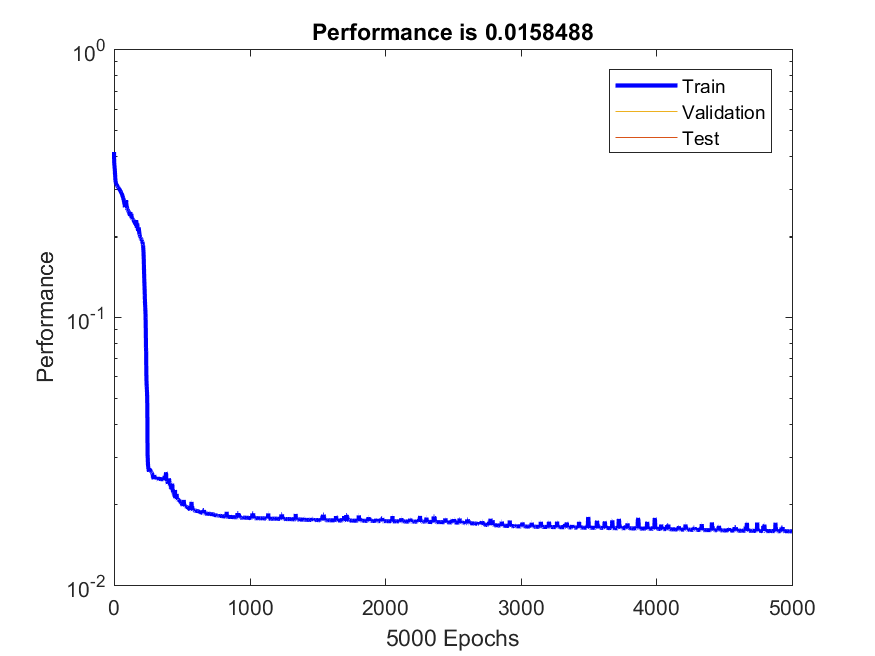 Performance is 0.0158488
10^0
Train
Validation
Test
Performance
10^-1
10^-2
0 1000 2000 3000 4000 5000
5000 Epochs